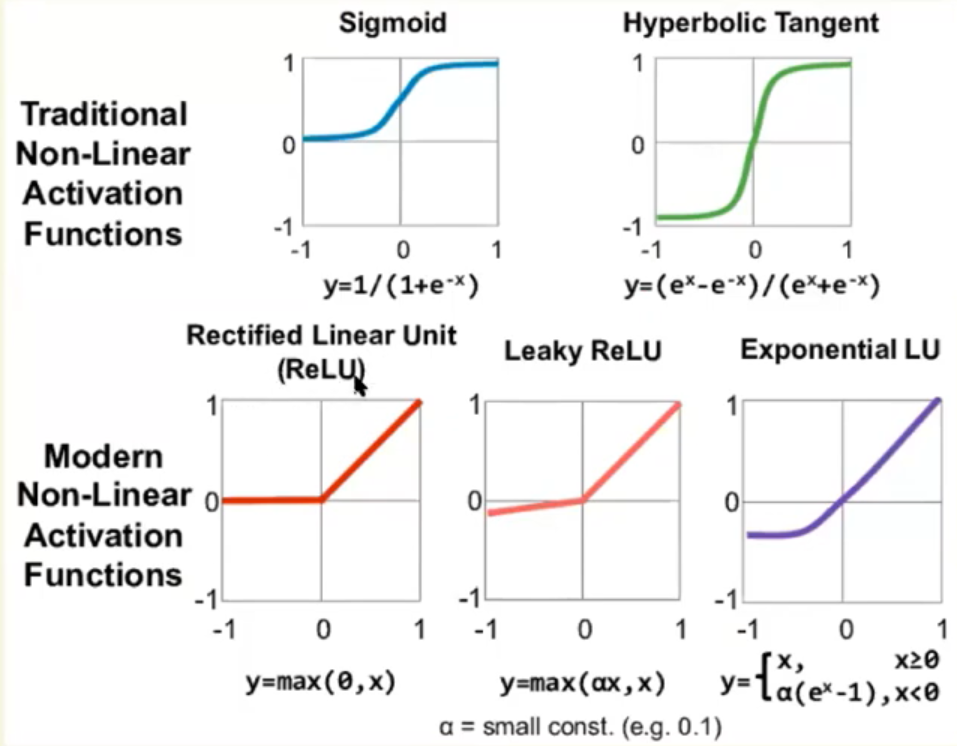 Sigmoid
Hyperbolic Tangent
Traditional
Non-Linear
Activation
Functions
1
0
-1
-1 0 1
1
0
-1
-1 0 1
y=1/(1+e⁻ˣ)
y=(eˣ-e⁻ˣ)/(eˣ+e⁻ˣ)
Rectified Linear Unit
(ReLU)
Leaky ReLU
Exponential LU
Modern
Non-Linear
Activation
Functions
1
0
-1
-1 0 1
1
0
-1
-1 0 1
1
0
-1
-1 0 1
y=max(0,x)
y=max(αx,x)
y={x, x≥0
α(eˣ-1),x<0
α = small const. (e.g. 0.1)